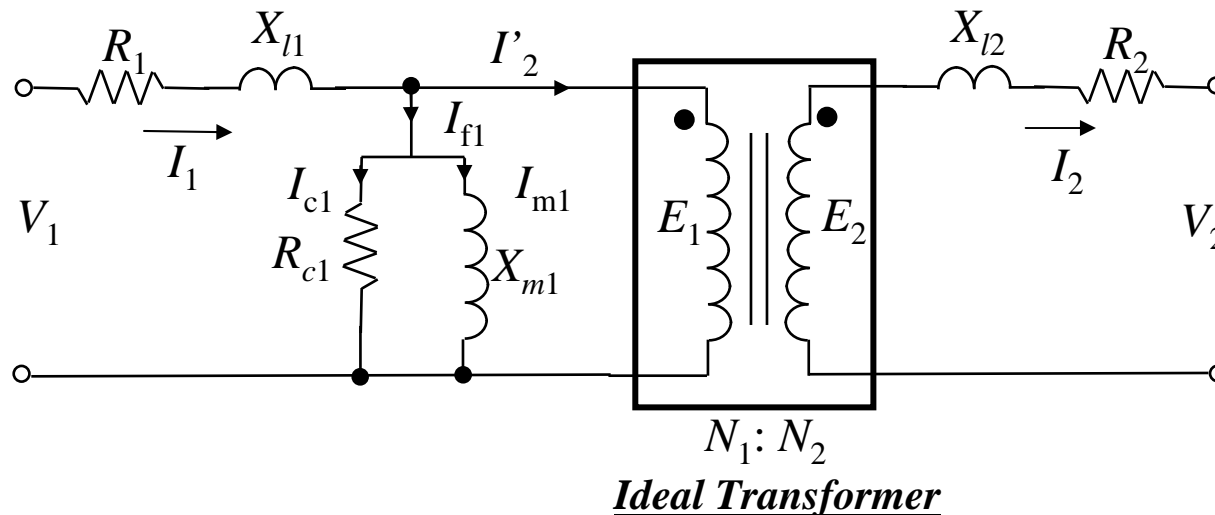 R1
Xl1
I'2
Xl2
R2
I1
If1
I2
Ic1
Im1
V1
Rc1
Xm1
E1
E2
V2
N1: N2
Ideal Transformer